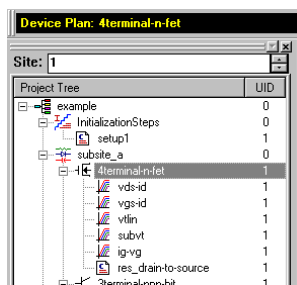 Device Plan: 4terminal-n-fet
Site: 1
Project Tree UID
example 0
InitializationSteps 0
setup1 1
subsite_a 0
4terminal-n-fet 1
vds-id 1
vgs-id 1
vtlin 1
subvt 1
ig-vg 1
res_drain-to-source 1
3terminal-npn-bjt 1